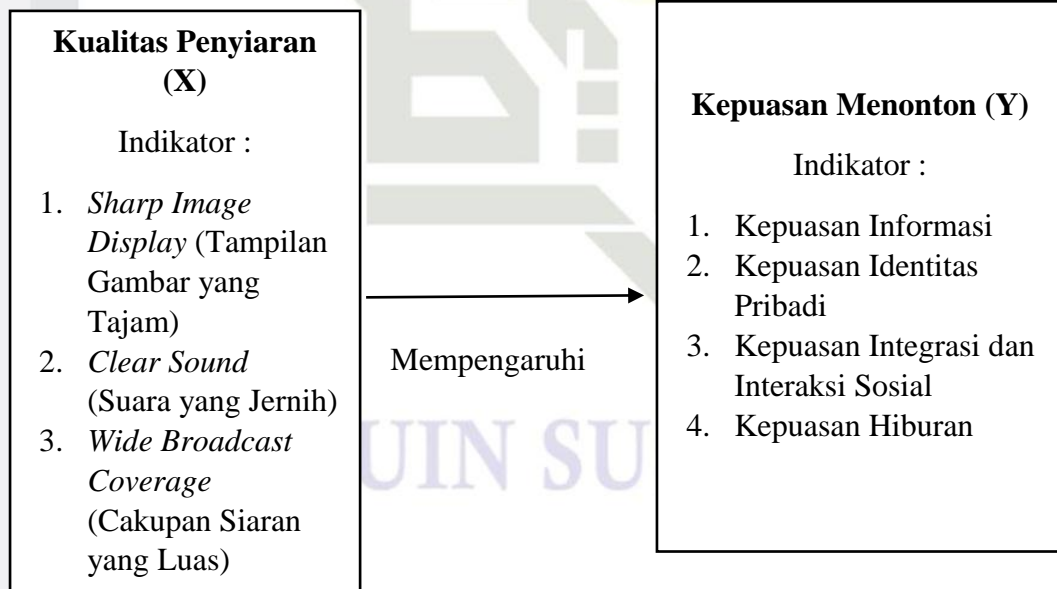 Kualitas Penyiaran
(X)
Indikator :
1. Sharp Image
Display (Tampilan
Gambar yang
Tajam)
2. Clear Sound
(Suara yang Jernih)
3. Wide Broadcast
Coverage
(Cakupan Siaran
yang Luas)
Mempengaruhi
Kepuasan Menonton (Y)
Indikator :
1. Kepuasan Informasi
2. Kepuasan Identitas
Pribadi
3. Kepuasan Integrasi dan
Interaksi Sosial
4. Kepuasan Hiburan
UIN SU